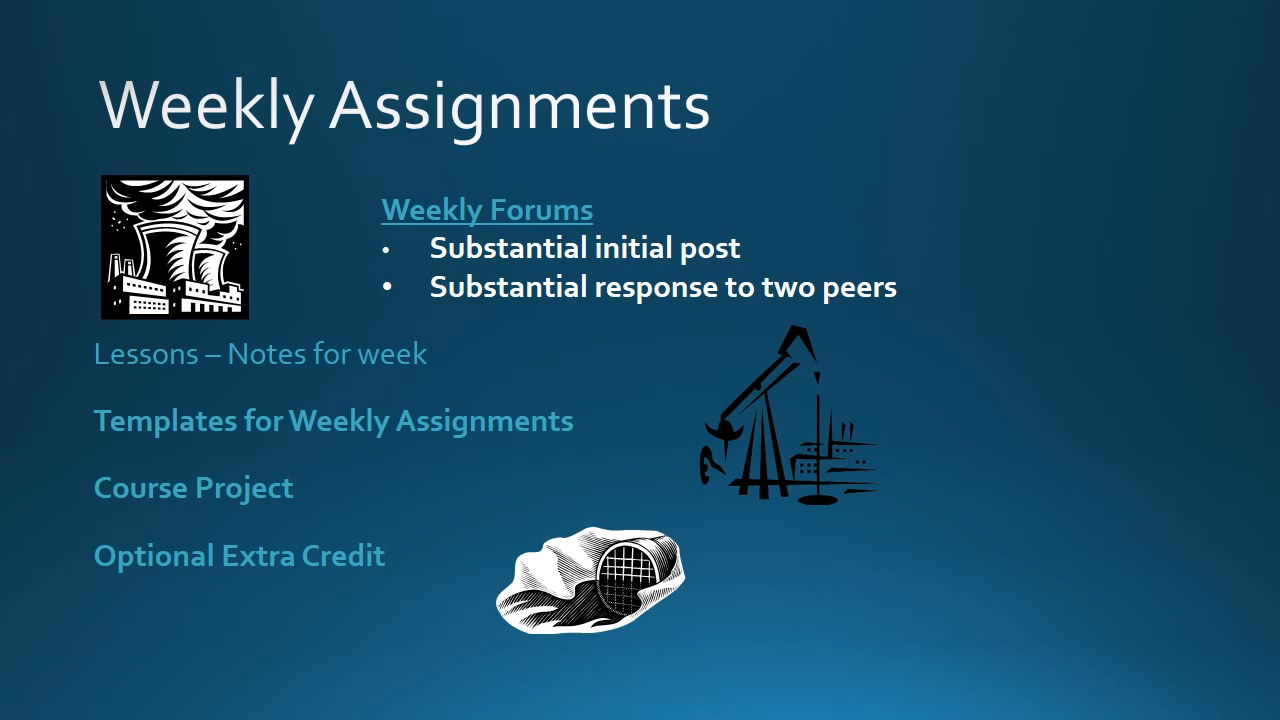 Weekly Assignments
Weekly Forums
• Substantial initial post
• Substantial response to two peers
Lessons – Notes for week
Templates for Weekly Assignments
Course Project
Optional Extra Credit